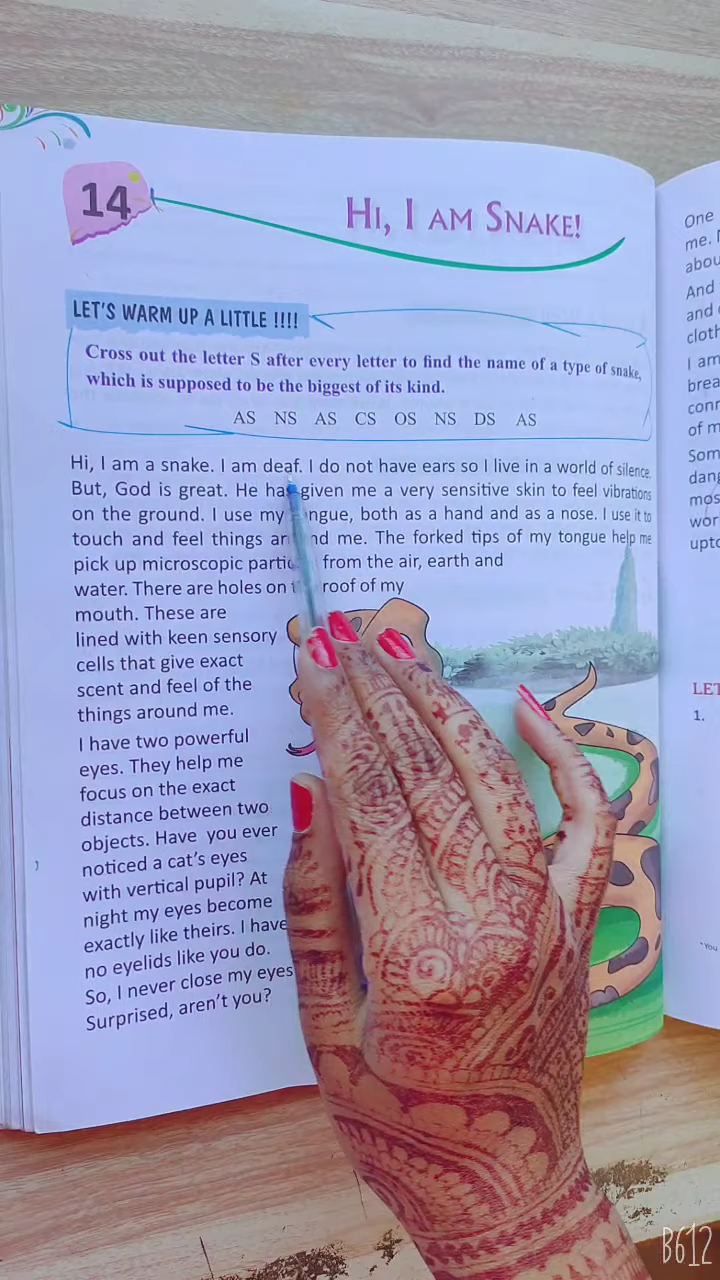 14
HI, I AM SNAKE!
LET'S WARM UP A LITTLE !!!!
Cross out the letter S after every letter to find the name of a type of snake,
which is supposed to be the biggest of its kind.
AS NS AS CS OS NS DS AS
Hi, I am a snake. I am deaf. I do not have ears so I live in a world of silence.
But, God is great. He has given me a very sensitive skin to feel vibrations
on the ground. I use my tongue, both as a hand and as a nose. I use it to
touch and feel things around me. The forked tips of my tongue help me
pick up microscopic particles from the air, earth and
water. There are holes on the roof of my
mouth. These are
lined with keen sensory
cells that give exact
scent and feel of the
things around me.
I have two powerful
eyes. They help me
focus on the exact
distance between two
objects. Have you ever
noticed a cat's eyes
with vertical pupil? At
night my eyes become
exactly like theirs. I have
no eyelids like you do.
So, I never close my eyes
Surprised, aren't you?
One
me.
And
and
I am
of m
LET
1.
"You
B612